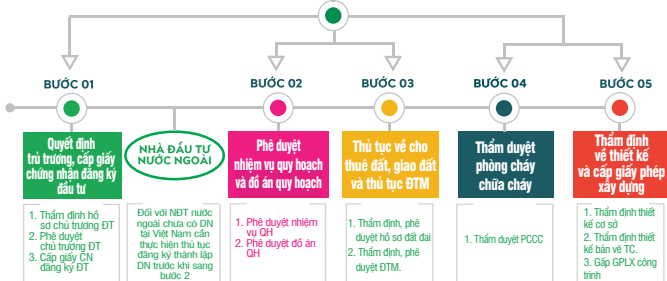 BƯỚC 01
BƯỚC 02
BƯỚC 03
BƯỚC 04
BƯỚC 05
Quyết định
trủ trương, cấp giấy
chứng nhận đăng ký
đầu tư
NHÀ ĐẦU TƯ
NƯỚC NGOÀI
Phê duyệt
nhiệm vụ quy hoạch
và đồ án quy hoạch
Thủ tục về cho
thuê đất, giao đất
và thủ tục ĐTM
Thẩm duyệt
phòng cháy
chữa cháy
Thẩm định
về thiết kế
và cấp giấy phép
xây dựng
1. Thẩm định hồ
sơ chủ trương ĐT
2. Phê duyệt
chủ trương ĐT
3. Cấp giấy CN
đăng ký ĐT
Đối với NĐT nước
ngoài chưa có DN
tại Việt Nam cần
thực hiện thủ tục
đăng ký thành lập
DN trước khi sang
bước 2
1. Phê duyệt nhiệm
vụ QH
2. Phê duyệt đồ án
QH
1. Thẩm định, phê
duyệt hồ sơ đất đai
2. Thẩm định, phê
duyệt ĐTM.
1. Thẩm duyệt PCCC
1. Thẩm định thiết
kế cơ sở
2. Thẩm định thiết
kế bản vẽ TC.
3. Gấp GPLX công
trình